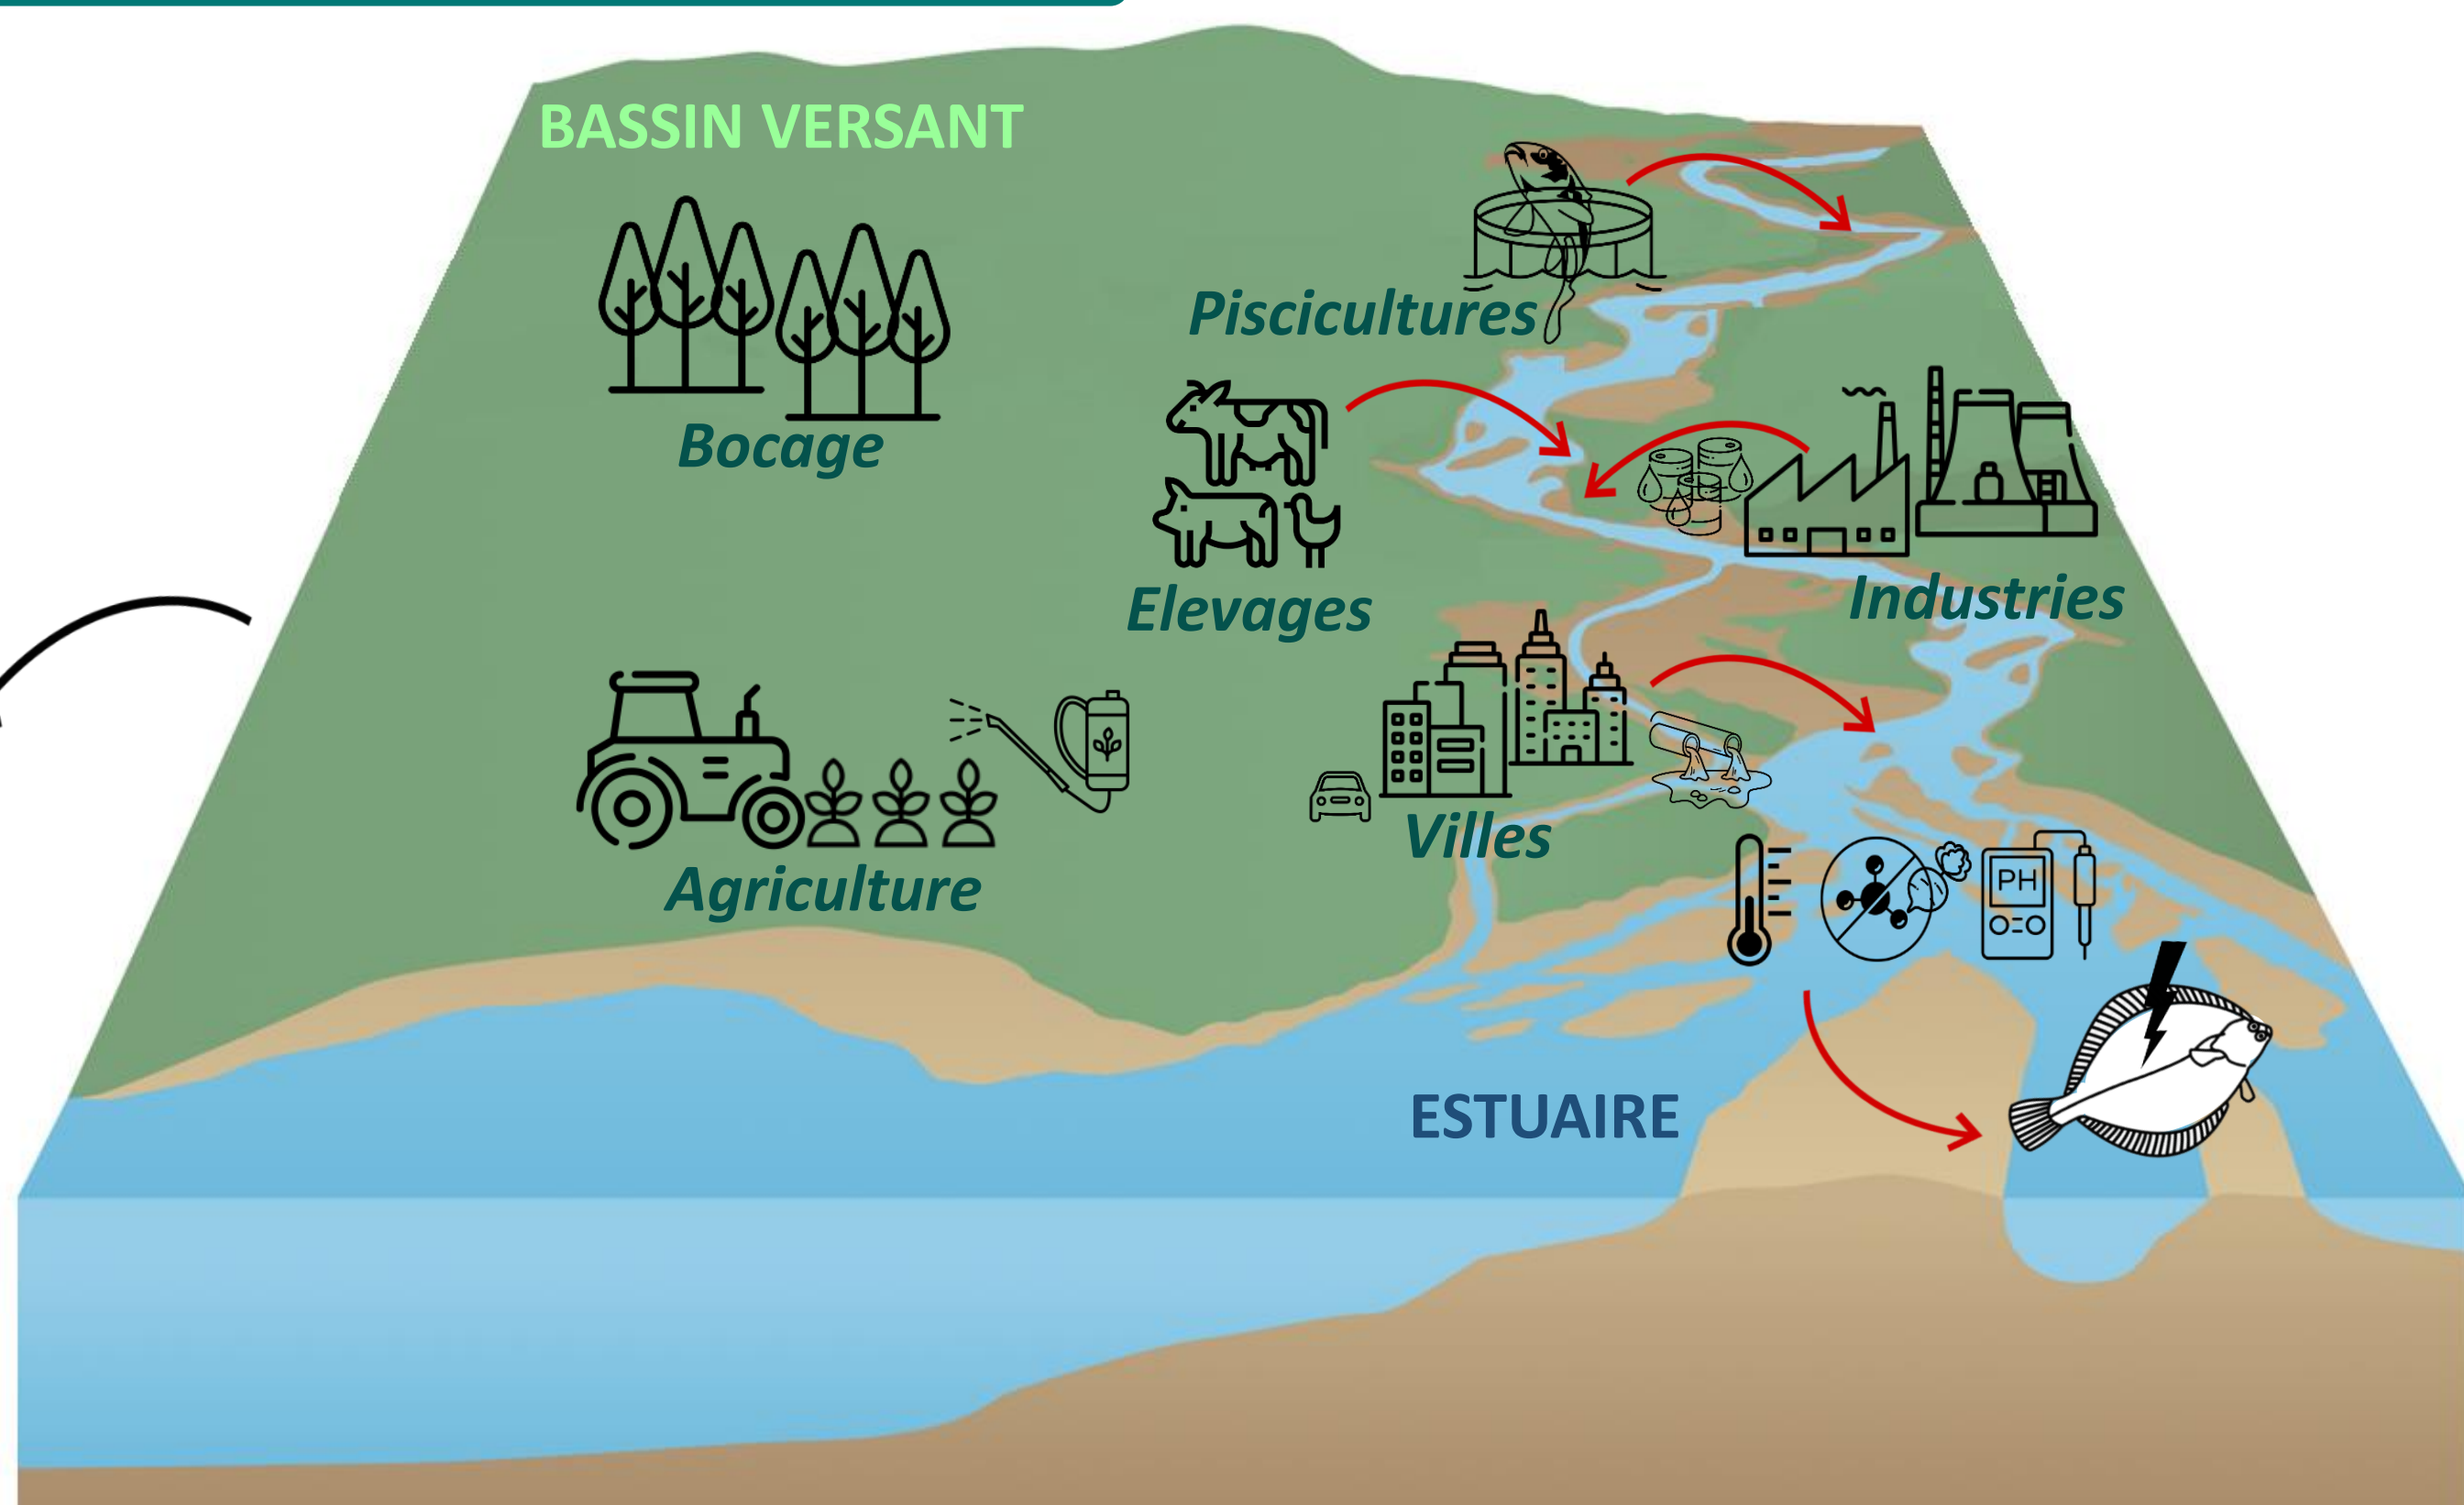 BASSIN VERSANT
Piscicultures
Bocage
Elevages
Industries
Villes
Agriculture
PH
ESTUAIRE